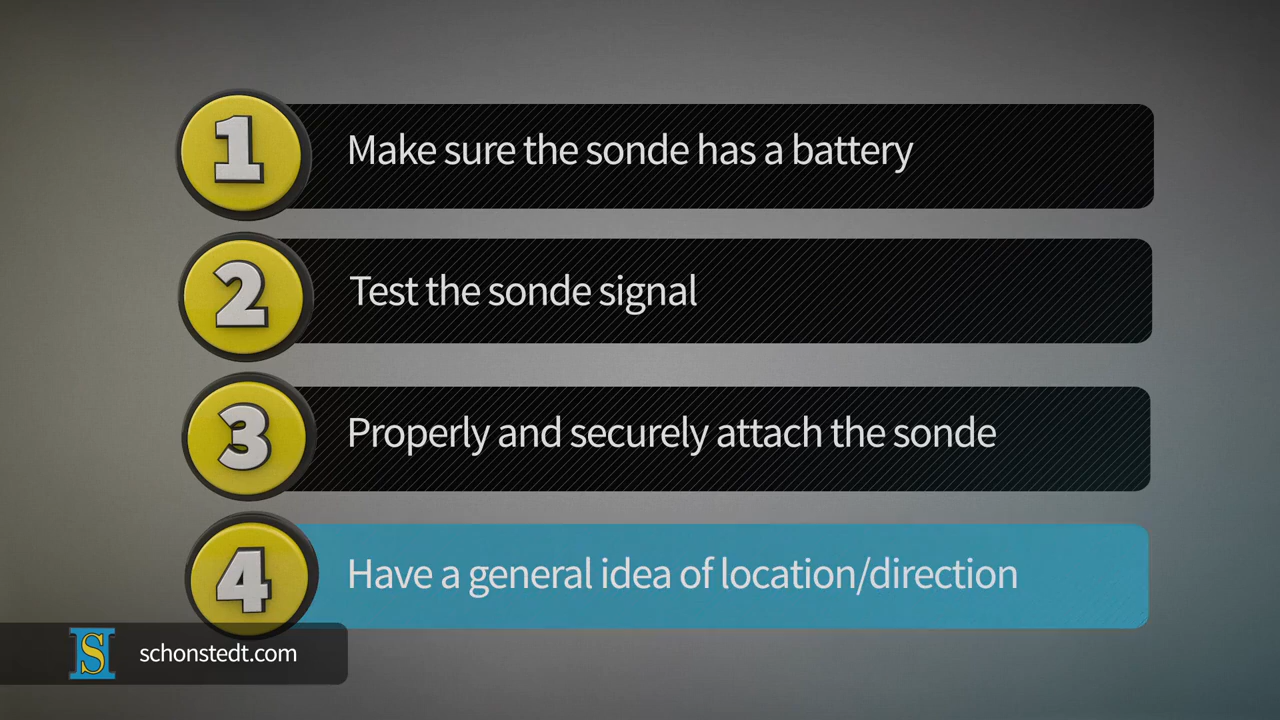 1 Make sure the sonde has a battery
2 Test the sonde signal
3 Properly and securely attach the sonde
4 Have a general idea of location/direction
S schonstedt.com